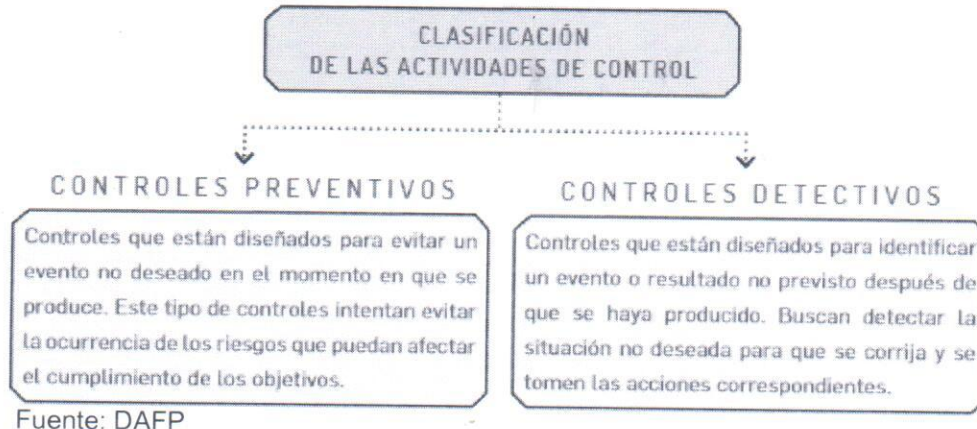 CLASIFICACIÓN
DE LAS ACTIVIDADES DE CONTROL
CONTROLES PREVENTIVOS
Controles que están diseñados para evitar un
evento no deseado en el momento en que se
produce. Este tipo de controles intentan evitar
la ocurrencia de los riesgos que puedan afectar
el cumplimiento de los objetivos.
CONTROLES DETECTIVOS
Controles que están diseñados para identificar
un evento o resultado no previsto después de
que se haya producido. Buscan detectar la
situación no deseada para que se corrija y se
tomen las acciones correspondientes.
Fuente: DAFP